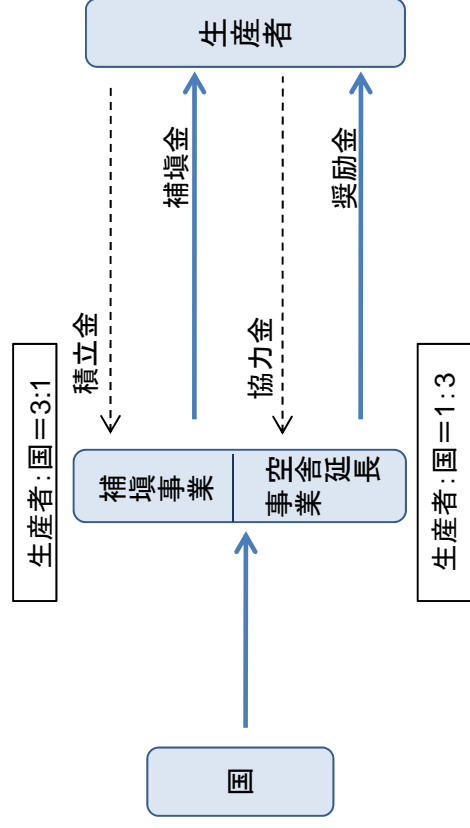 生産者:国＝3:1
積立金
補塡金
補塡
事業
空舎延長
事業
協力金
奨励金
生産者
国
生産者:国＝1:3